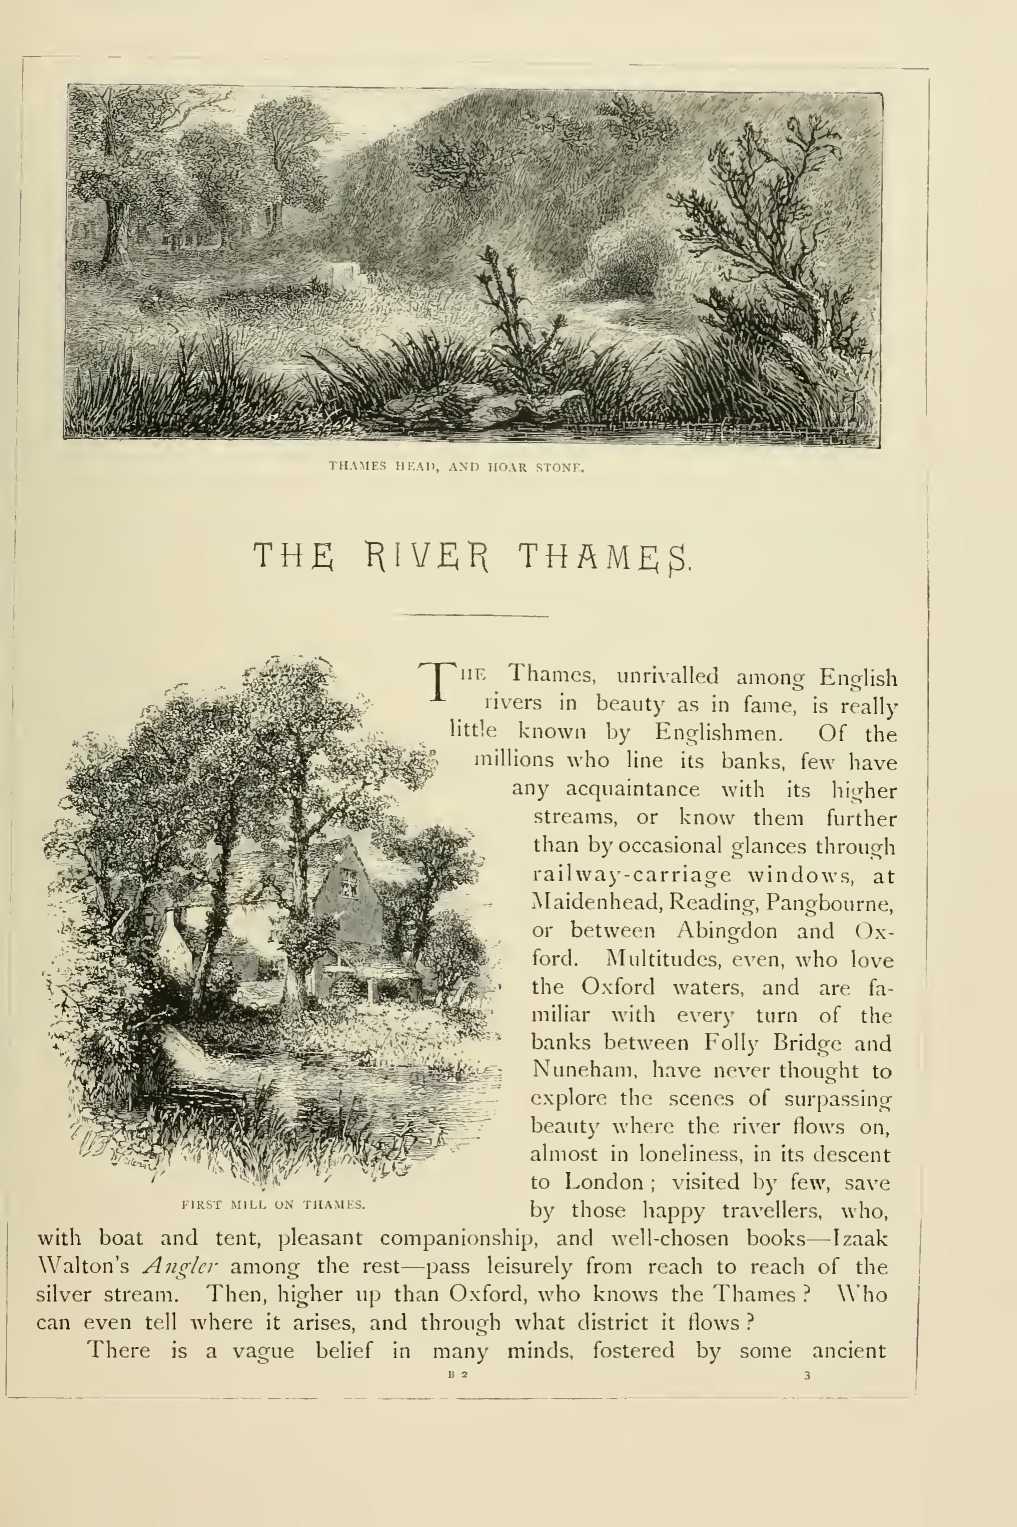 THAMES HEAD, AND HOAR STONE.
THE RIVER THAMES.
THE Thames, unrivalled among English
rivers in beauty as in fame, is really
little known by Englishmen. Of the
millions who line its banks, few have
any acquaintance with its higher
streams, or know them further
than by occasional glances through
railway-carriage windows, at
Maidenhead, Reading, Pangbourne,
or between Abingdon and Ox-
ford. Multitudes, even, who love
the Oxford waters, and are fa-
miliar with every turn of the
banks between Folly Bridge and
Nuneham, have never thought to
explore the scenes of surpassing
beauty where the river flows on,
almost in loneliness, in its descent
to London; visited by few, save
by those happy travellers, who,
FIRST MILL ON THAMES.
with boat and tent, pleasant companionship, and well-chosen books—Izaak
Walton's Angler among the rest—pass leisurely from reach to reach of the
silver stream. Then, higher up than Oxford, who knows the Thames? Who
can even tell where it arises, and through what district it flows?
There is a vague belief in many minds, fostered by some ancient
B 2 3